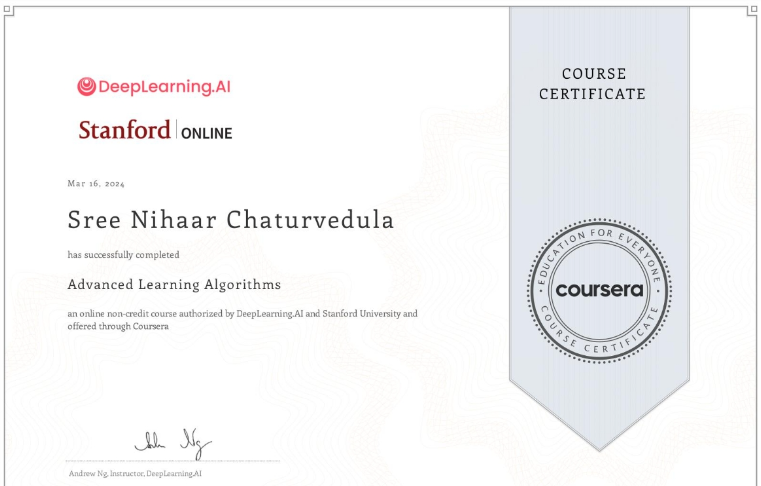 DeepLearning.AI
Stanford | ONLINE
Mar 16, 2024
Sree Nihaar Chaturvedula
has successfully completed
Advanced Learning Algorithms
an online non-credit course authorized by DeepLearning.AI and Stanford University and
offered through Coursera
Andrew Ng
Andrew Ng, Instructor, DeepLearning.AI
COURSE
CERTIFICATE
EDUCATION FOR EVERYONE
coursera
COURSE CERTIFICATE